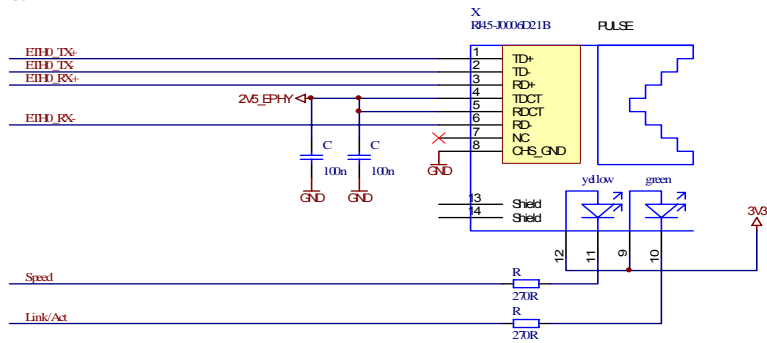 X
RJ45-J0006D21B
PULSE
ETH0_TX+
1
TD+
ETH0_TX-
2
TD-
ETH0_RX+
3
RD+
2V5_EPHY
4
TDCT
5
RDCT
ETH0_RX-
6
RD-
7
NC
8
CHS_GND
C
100n
C
100n
GND
GND
GND
yellow
green
13
Shield
14
Shield
3V3
12
11
9
10
Speed
R
270R
Link/Act
R
270R